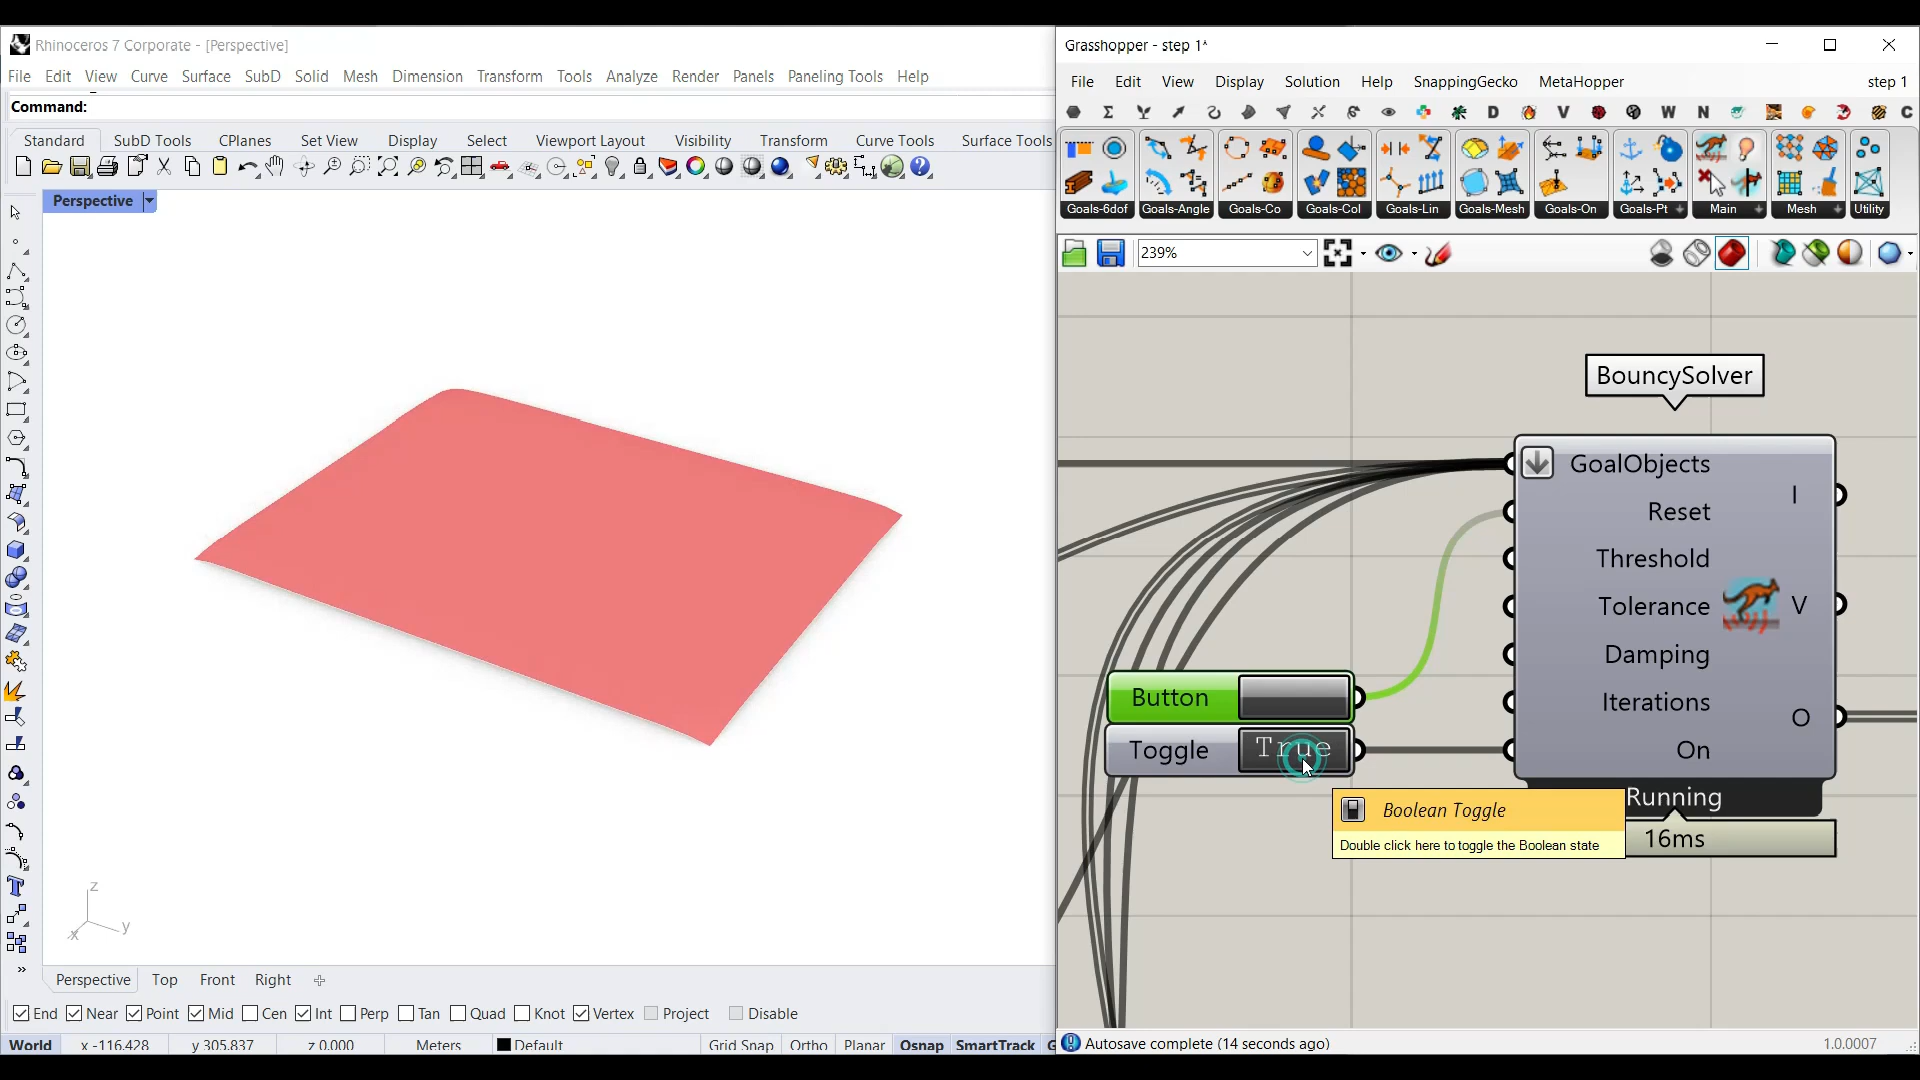 Rhinoceros 7 Corporate - [Perspective]
File Edit View Curve Surface SubD Solid Mesh Dimension Transform Tools Analyze Render Panels Paneling Tools Help
Command:
Standard SubD Tools CPlanes Set View Display Select Viewport Layout Visibility Transform Curve Tools Surface Tools
Perspective
z
y
x
Perspective Top Front Right
End Near Point Mid Cen Int Perp Tan Quad Knot Vertex Project Disable
World x -116.428 y 305.837 z 0.000 Meters Default Grid Snap Ortho Planar Osnap SmartTrack G
Grasshopper - step 1*
File Edit View Display Solution Help SnappingGecko MetaHopper step 1
D V W N C
Goals-6dof Goals-Angle Goals-Co Goals-Col Goals-Lin Goals-Mesh Goals-On Goals-Pt Main Mesh Utility
239%
BouncySolver
GoalObjects
I
Reset
Threshold
Tolerance
V
Damping
Iterations
O
On
Running
16ms
Button
Toggle True
Boolean Toggle
Double click here to toggle the Boolean state
Autosave complete (14 seconds ago)
1.0.0007